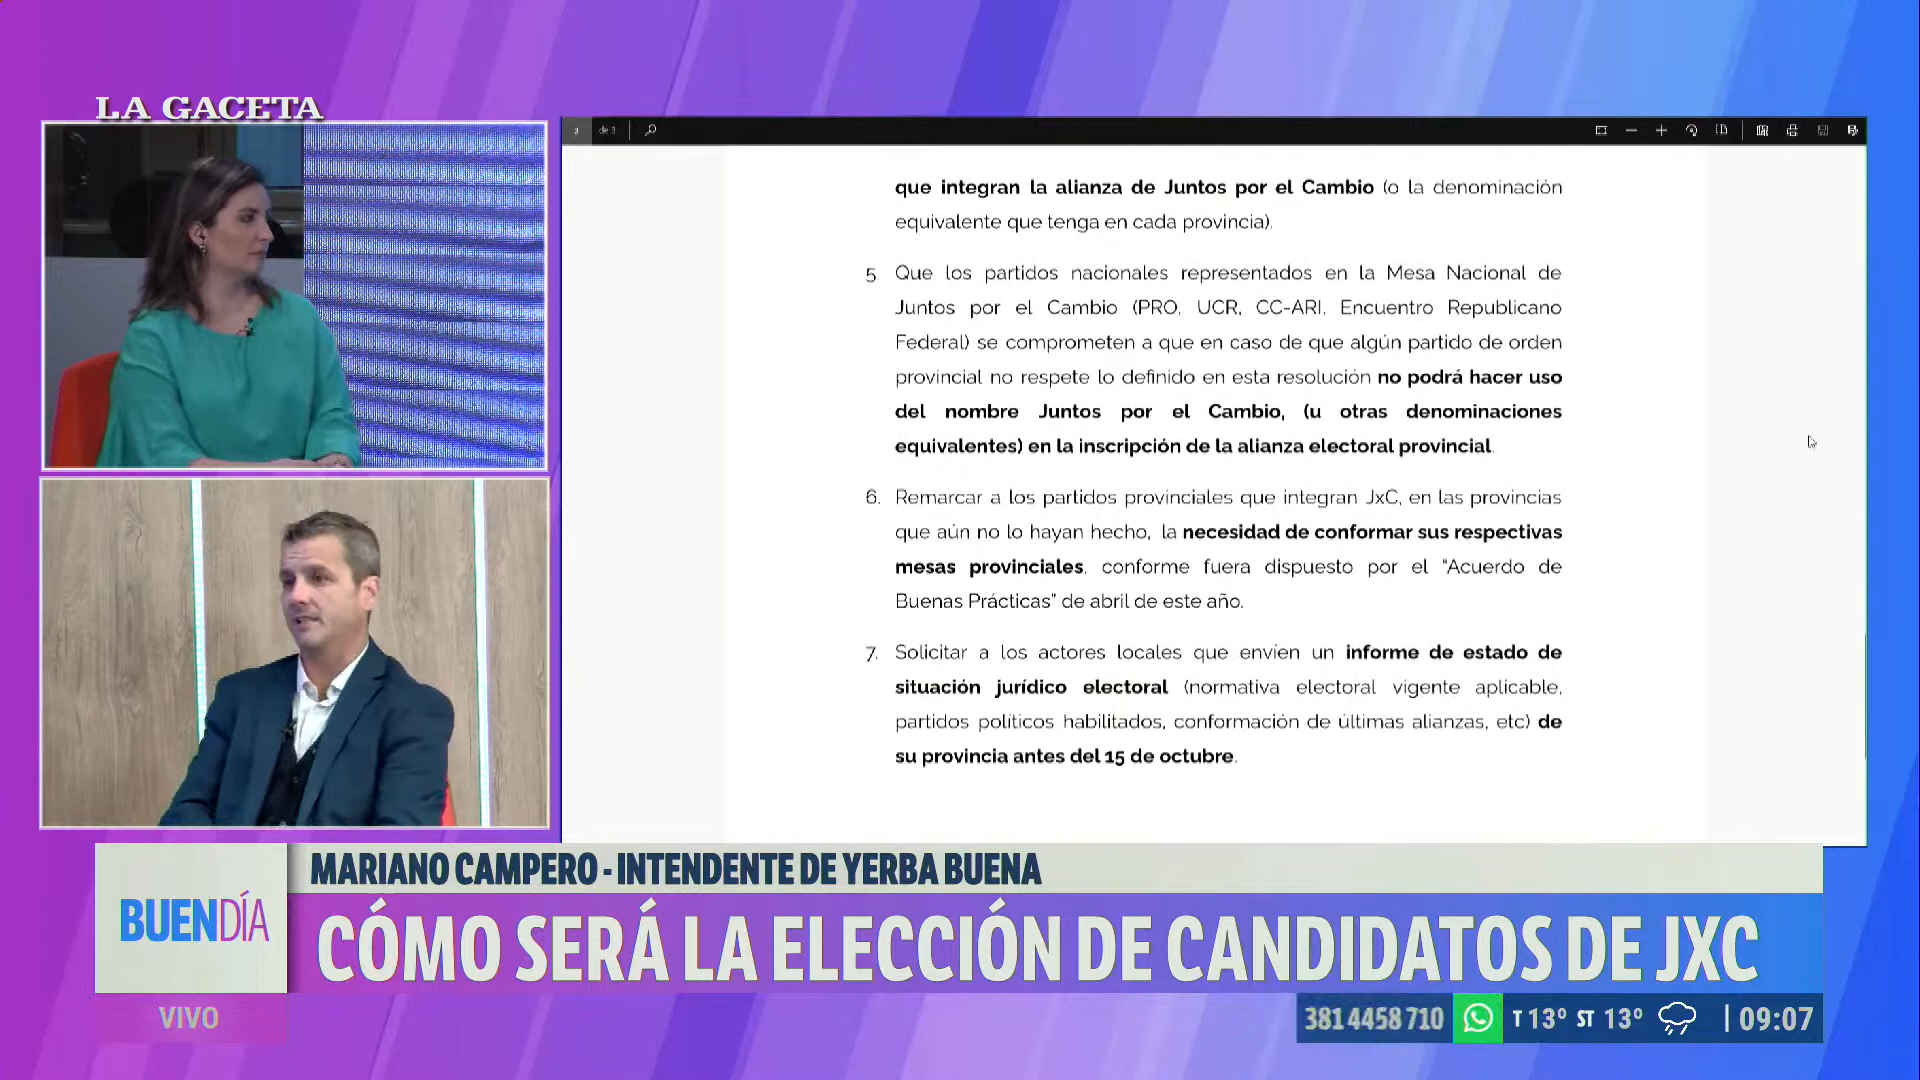 LA GACETA
3 de 3
que integran la alianza de Juntos por el Cambio (o la denominación
equivalente que tenga en cada provincia).
5 Que los partidos nacionales representados en la Mesa Nacional de
Juntos por el Cambio (PRO, UCR, CC-ARI, Encuentro Republicano
Federal) se comprometen a que en caso de que algún partido de orden
provincial no respete lo definido en esta resolución no podrá hacer uso
del nombre Juntos por el Cambio, (u otras denominaciones
equivalentes) en la inscripción de la alianza electoral provincial.
6. Remarcar a los partidos provinciales que integran JxC, en las provincias
que aún no lo hayan hecho, la necesidad de conformar sus respectivas
mesas provinciales, conforme fuera dispuesto por el “Acuerdo de
Buenas Prácticas” de abril de este año.
7. Solicitar a los actores locales que envíen un informe de estado de
situación jurídico electoral (normativa electoral vigente aplicable,
partidos políticos habilitados, conformación de últimas alianzas, etc) de
su provincia antes del 15 de octubre.
MARIANO CAMPERO - INTENDENTE DE YERBA BUENA
BUENDÍA
CÓMO SERÁ LA ELECCIÓN DE CANDIDATOS DE JXC
VIVO
381 4458 710 T 13º ST 13º | 09:07